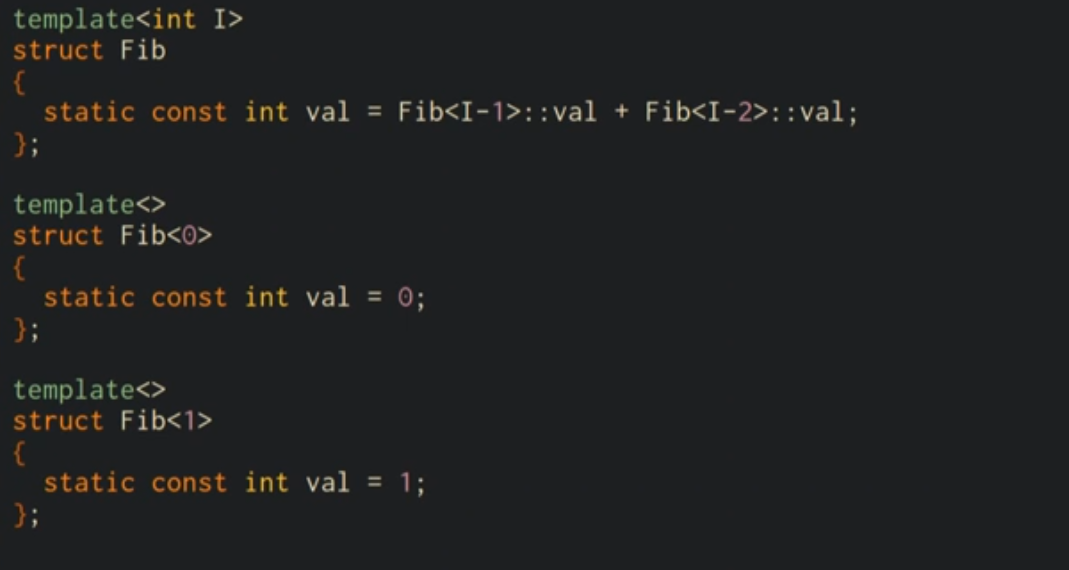 template<int I>
struct Fib
{
  static const int val = Fib<I-1>::val + Fib<I-2>::val;
};

template<>
struct Fib<0>
{
  static const int val = 0;
};

template<>
struct Fib<1>
{
  static const int val = 1;
};